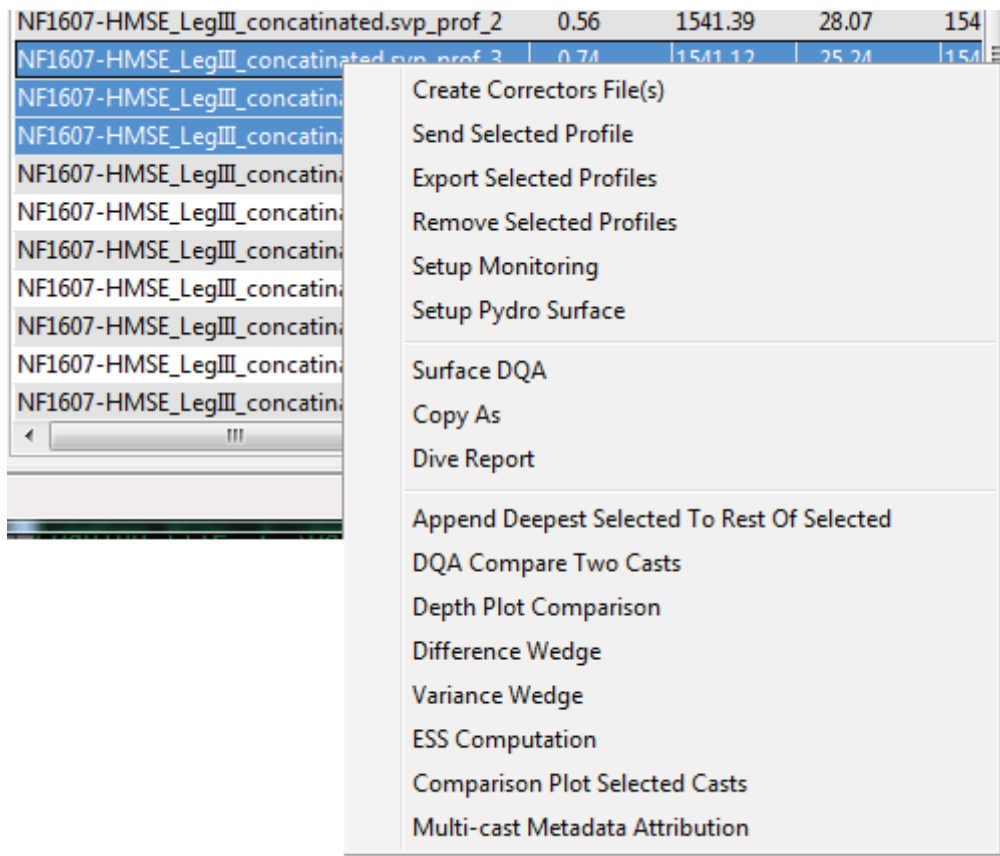 NF1607-HMSE_LegIII_concatinated.svp_prof_2 0.56 1541.39 28.07 154
NF1607-HMSE_LegIII_concatinated.svp_prof_3 0.74 1541.12 25.24 154
NF1607-HMSE_LegIII_concatina
NF1607-HMSE_LegIII_concatina
NF1607-HMSE_LegIII_concatina
NF1607-HMSE_LegIII_concatina
NF1607-HMSE_LegIII_concatina
NF1607-HMSE_LegIII_concatina
NF1607-HMSE_LegIII_concatina
NF1607-HMSE_LegIII_concatina
NF1607-HMSE_LegIII_concatina
Create Correctors File(s)
Send Selected Profile
Export Selected Profiles
Remove Selected Profiles
Setup Monitoring
Setup Pydro Surface
Surface DQA
Copy As
Dive Report
Append Deepest Selected To Rest Of Selected
DQA Compare Two Casts
Depth Plot Comparison
Difference Wedge
Variance Wedge
ESS Computation
Comparison Plot Selected Casts
Multi-cast Metadata Attribution